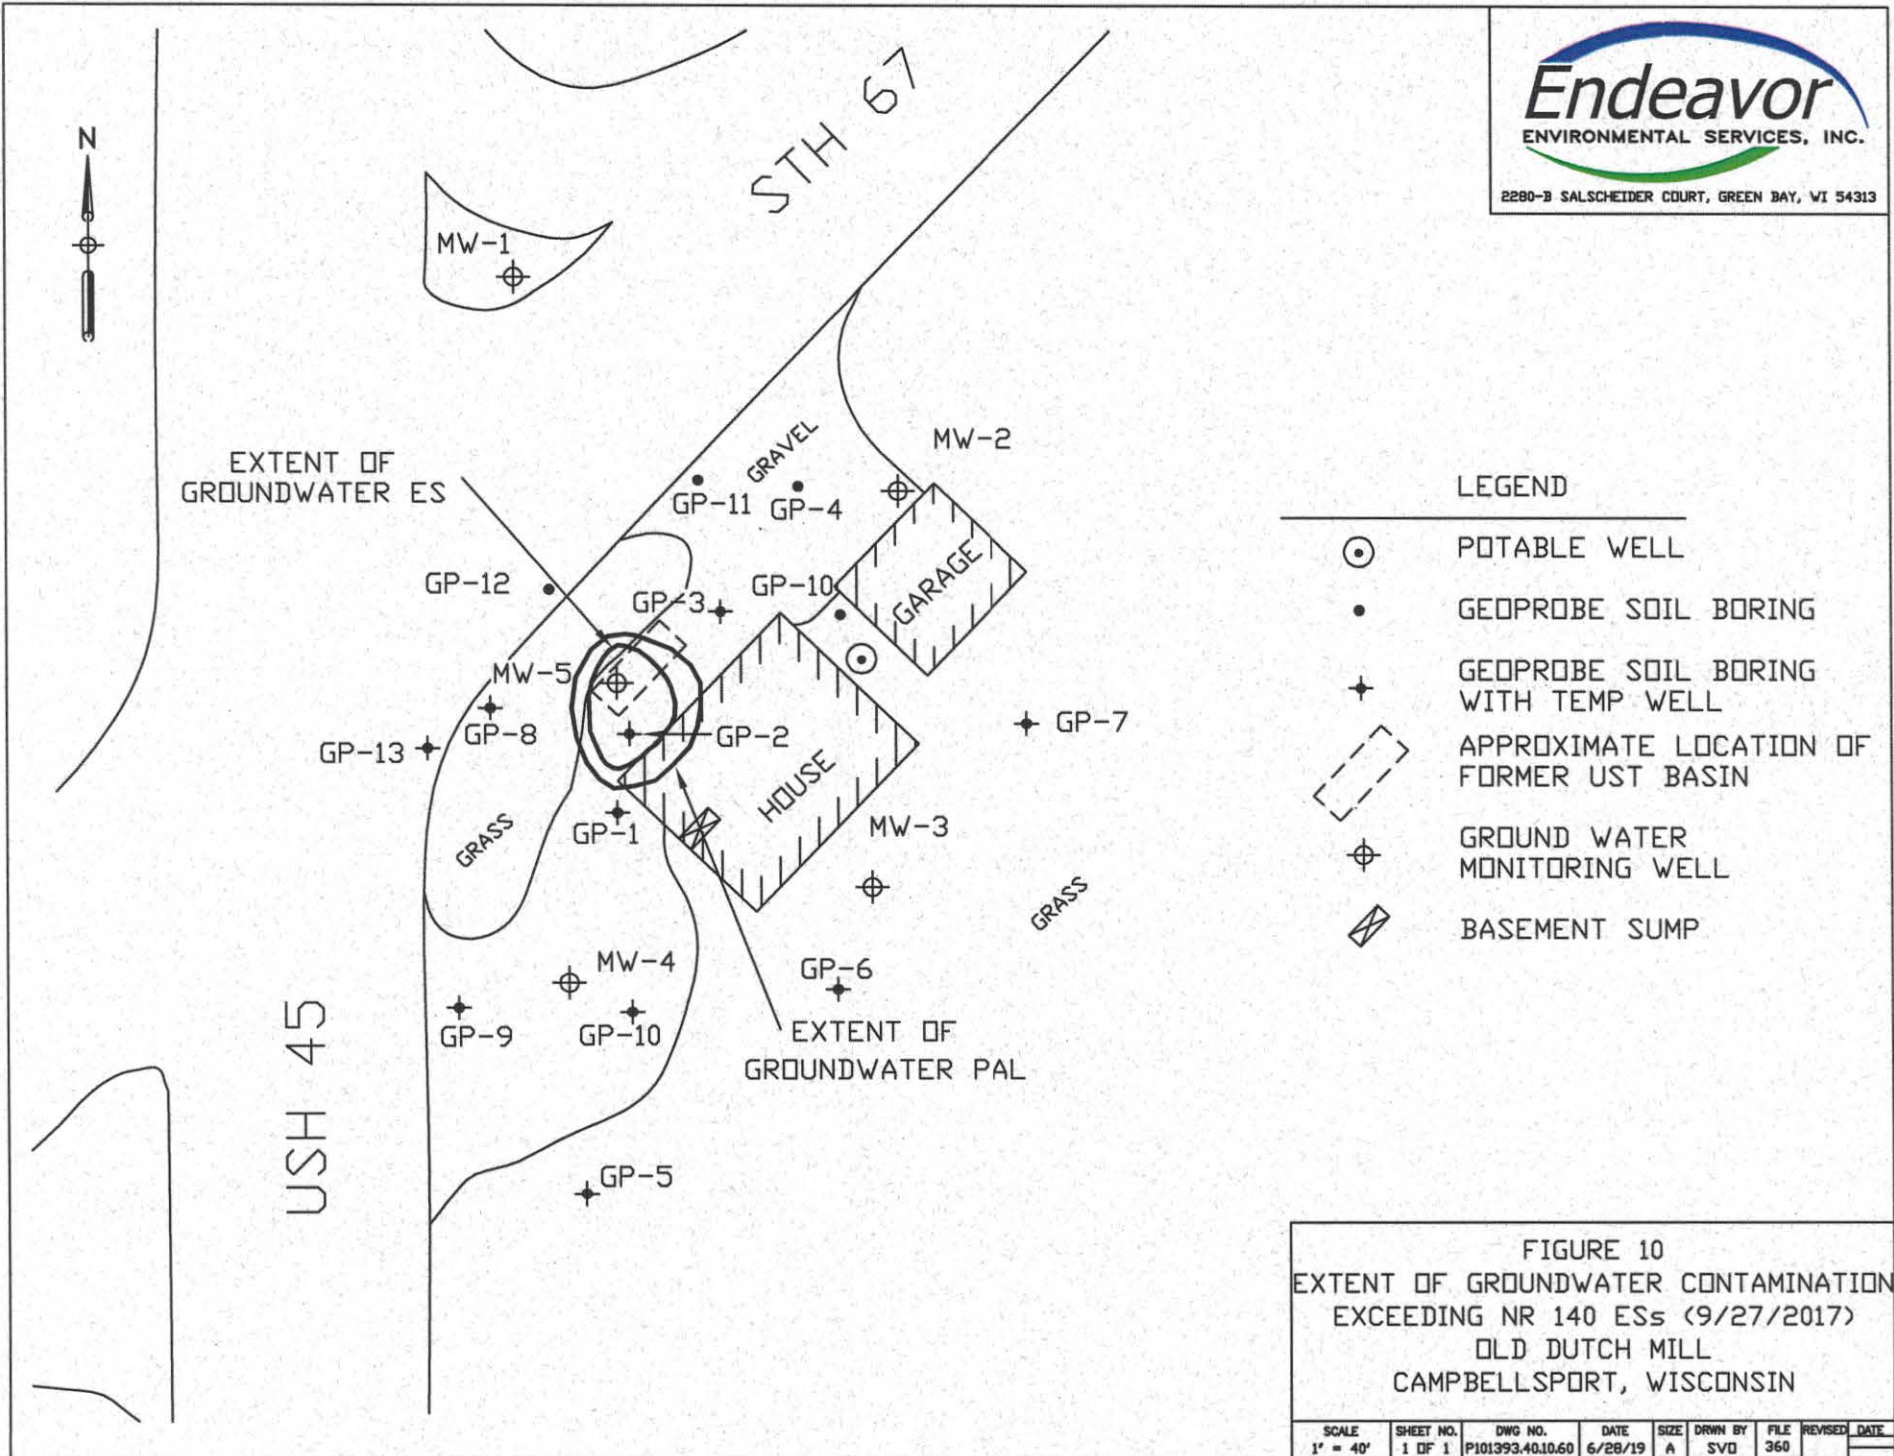 N
STH 67
Endeavor
ENVIRONMENTAL SERVICES, INC.
2280-B SALSCHEIDER COURT, GREEN BAY, WI 54313
MW-1
EXTENT OF
GROUNDWATER ES
GRAVEL
MW-2
GP-11
GP-4
GP-12
GP-3
GP-10
GARAGE
MW-5
GP-8
GP-13
GP-2
GP-7
HOUSE
GP-1
MW-3
GRASS
GRASS
MW-4
GP-6
GP-9
GP-10
EXTENT OF
GROUNDWATER PAL
USH 45
GP-5
LEGEND
POTABLE WELL
GEOPROBE SOIL BORING
GEOPROBE SOIL BORING
WITH TEMP WELL
APPROXIMATE LOCATION OF
FORMER UST BASIN
GROUND WATER
MONITORING WELL
BASEMENT SUMP
FIGURE 10
EXTENT OF GROUNDWATER CONTAMINATION
EXCEEDING NR 140 ESs (9/27/2017)
OLD DUTCH MILL
CAMPBELLSPORT, WISCONSIN
SCALE SHEET NO. DWG NO. DATE SIZE DRWN BY FILE REVISED DATE
1" = 40' 1 OF 1 P101393.40.10.60 6/28/19 A SVO 360